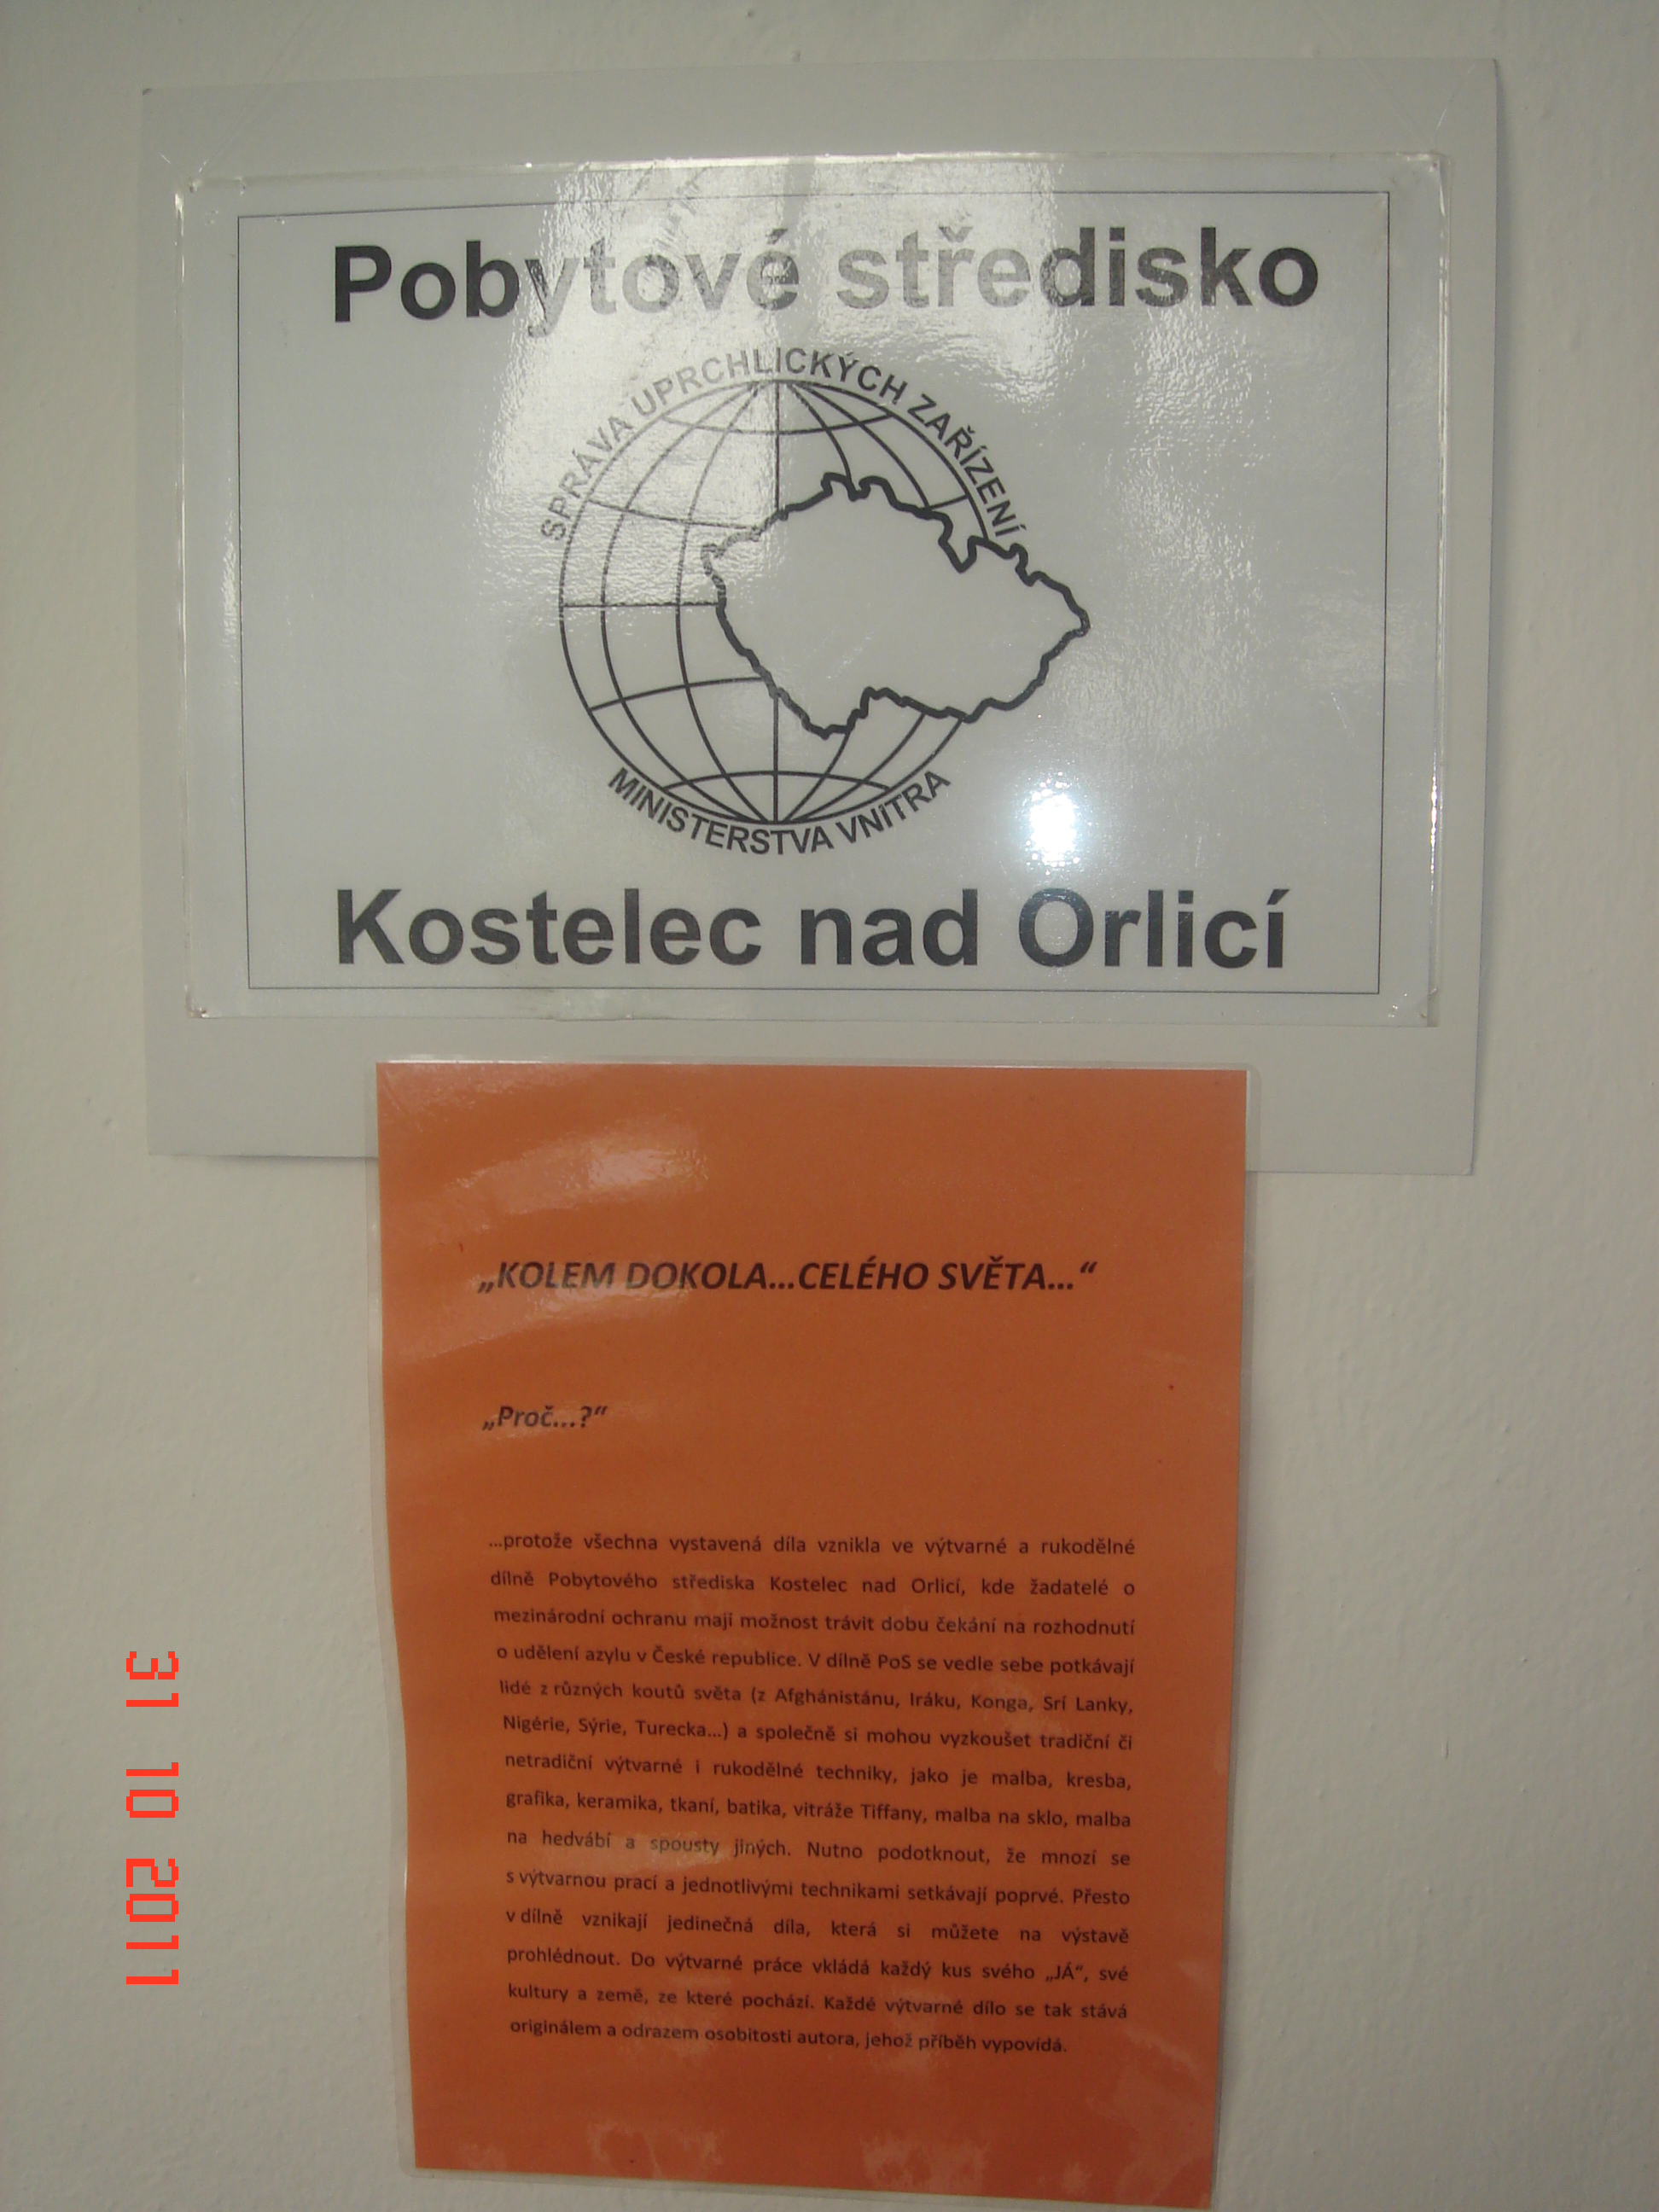 Pobytové středisko
SPRÁVA UPRCHLICKÝCH ZAŘÍZENÍ
MINISTERSTVA VNITRA
Kostelec nad Orlicí
„KOLEM DOKOLA...CELÉHO SVĚTA...“
„Proč...?“
...protože všechna vystavená díla vznikla ve výtvarné a rukodělné
dílně Pobytového střediska Kostelec nad Orlicí, kde žadatelé o
mezinárodní ochranu mají možnost trávit dobu čekání na rozhodnutí
o udělení azylu v České republice. V dílně PoS se vedle sebe potkávají
lidé z různých koutů světa (z Afghánistánu, Iráku, Konga, Srí Lanky,
Nigérie, Sýrie, Turecka...) a společně si mohou vyzkoušet tradiční či
netradiční výtvarné i rukodělné techniky, jako je malba, kresba,
grafika, keramika, tkaní, batika, vitráže Tiffany, malba na sklo, malba
na hedvábí a spousty jiných. Nutno podotknout, že mnozí se
s výtvarnou prací a jednotlivými technikami setkávají poprvé. Přesto
v dílně vznikají jedinečná díla, která si můžete na výstavě
prohlédnout. Do výtvarné práce vkládá každý kus svého „JÁ“, své
kultury a země, ze které pochází. Každé výtvarné dílo se tak stává
originálem a odrazem osobitosti autora, jehož příběh vypovídá.
31 10 2011